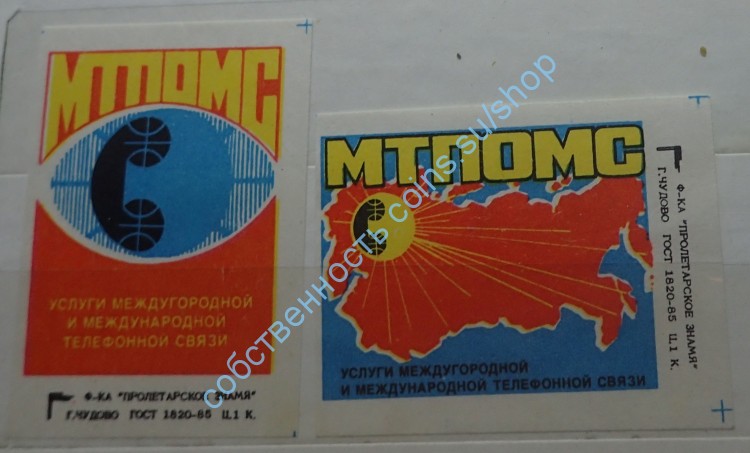 МТПОМС
УСЛУГИ МЕЖДУГОРОДНОЙ
И МЕЖДУНАРОДНОЙ
ТЕЛЕФОННОЙ СВЯЗИ
Ф-КА "ПРОЛЕТАРСКОЕ ЗНАМЯ"
Г.ЧУДОВО ГОСТ 1820-85 Ц.1 К.
МТПОМС
УСЛУГИ МЕЖДУГОРОДНОЙ
И МЕЖДУНАРОДНОЙ ТЕЛЕФОННОЙ СВЯЗИ
Ф-КА "ПРОЛЕТАРСКОЕ ЗНАМЯ"
Г.ЧУДОВО ГОСТ 1820-85 Ц.1 К.
собственность coins.su/shop